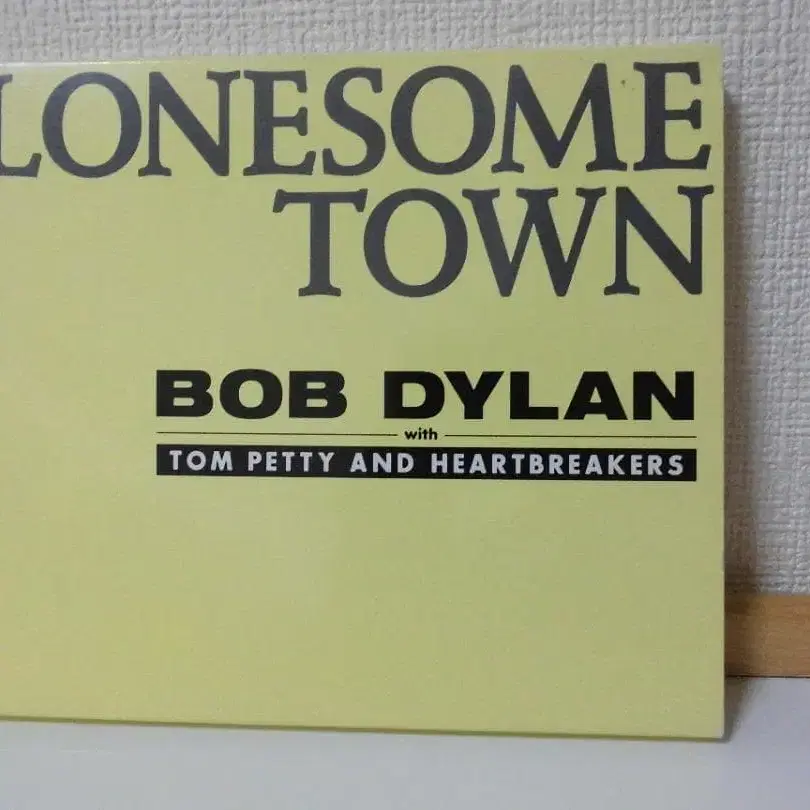 LONESOME
TOWN
BOB DYLAN
with
TOM PETTY AND HEARTBREAKERS